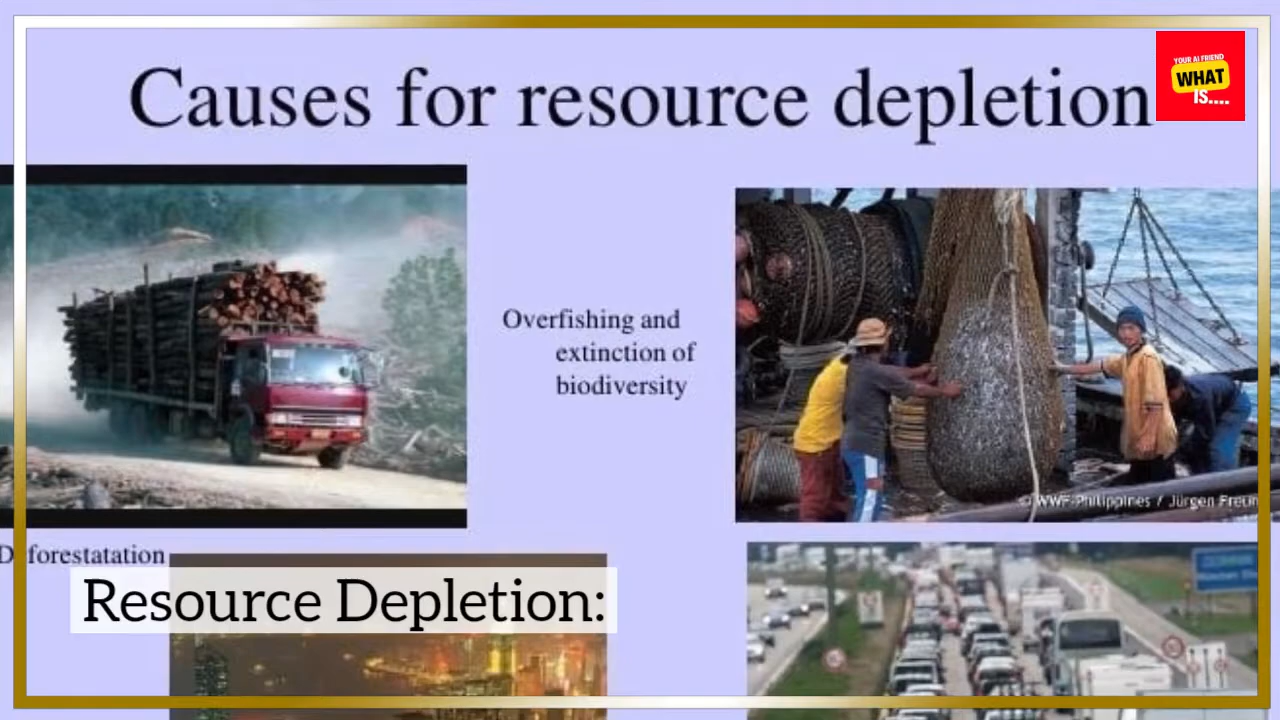 Causes for resource depletion
YOUR AI FRIEND
WHAT
IS....
Overfishing and
extinction of
biodiversity
© WWF-Philippines / Jürgen Freun
Deforestatation
Resource Depletion: